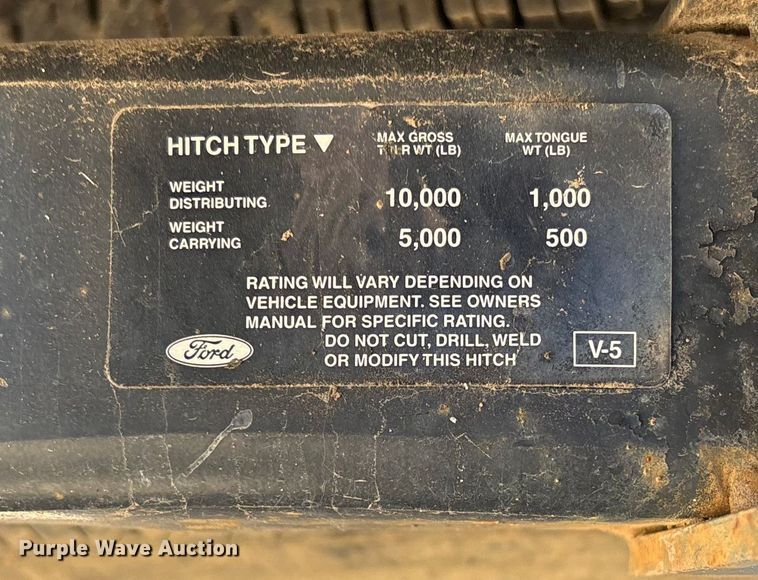 HITCH TYPE ▼ MAX GROSS TRLR WT (LB) MAX TONGUE WT (LB)
WEIGHT DISTRIBUTING 10,000 1,000
WEIGHT CARRYING 5,000 500
RATING WILL VARY DEPENDING ON
VEHICLE EQUIPMENT. SEE OWNERS
MANUAL FOR SPECIFIC RATING.
DO NOT CUT, DRILL, WELD
OR MODIFY THIS HITCH
Ford
V-5
Purple Wave Auction